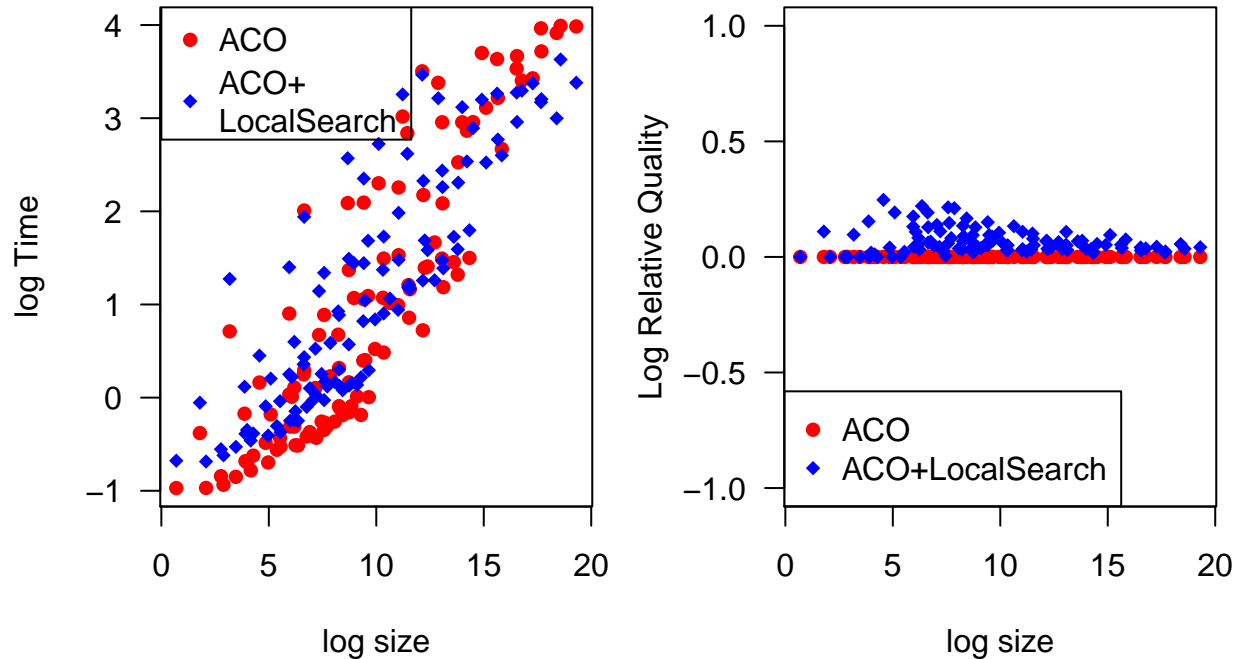 4
3
2
1
0
−1
log Time
ACO
ACO+
LocalSearch
0
5
10
15
20
log size
1.0
0.5
0.0
−0.5
−1.0
Log Relative Quality
ACO
ACO+LocalSearch
0
5
10
15
20
log size